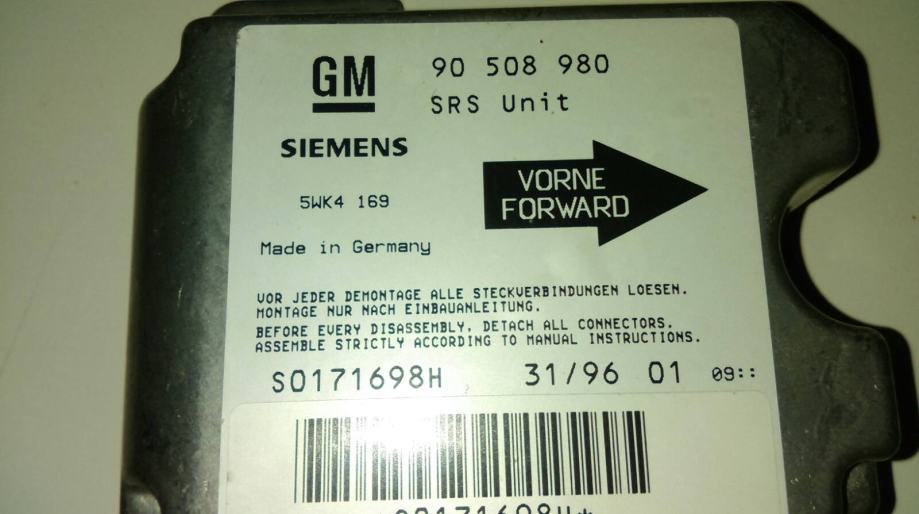 GM 90 508 980
SRS Unit
SIEMENS
VORNE
FORWARD
5WK4 169
Made in Germany
VOR JEDER DEMONTAGE ALLE STECKVERBINDUNGEN LOESEN.
MONTAGE NUR NACH EINBAUANLEITUNG.
BEFORE EVERY DISASSEMBLY, DETACH ALL CONNECTORS.
ASSEMBLE STRICTLY ACCORDING TO MANUAL INSTRUCTIONS.
S0171698H 31/96 01 09::